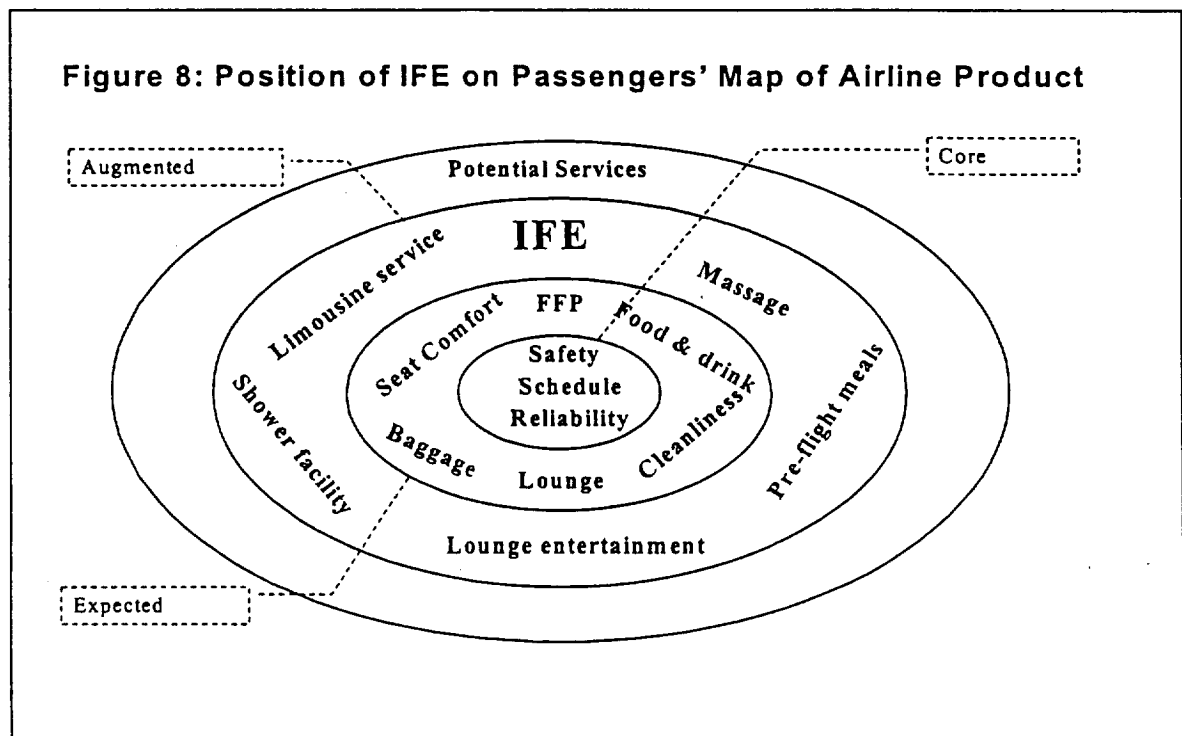 Figure 8: Position of IFE on Passengers' Map of Airline Product
Augmented
Core
Potential Services
IFE
Limousine service
Massage
FFP
Seat Comfort
Food & drink
Safety
Schedule
Reliability
Shower facility
Pre-flight meals
Baggage
Cleanliness
Lounge
Lounge entertainment
Expected